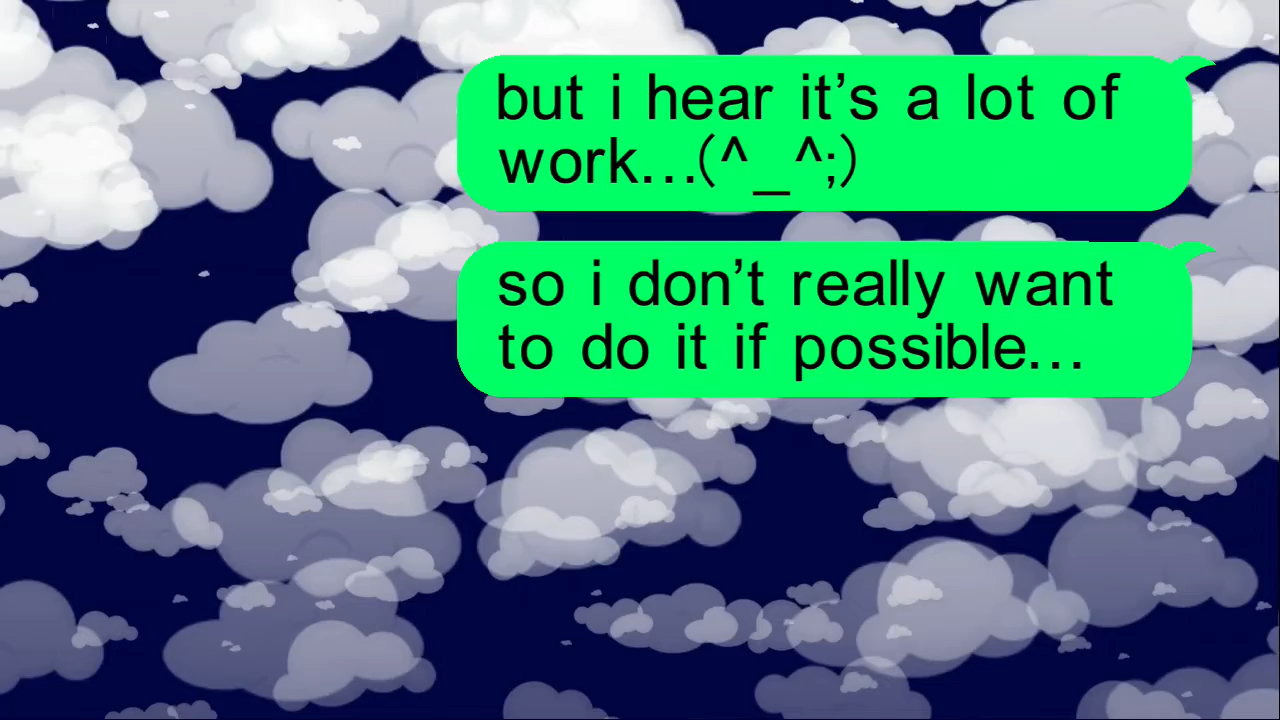 but i hear it’s a lot of
work…(^_^;)
so i don’t really want
to do it if possible…